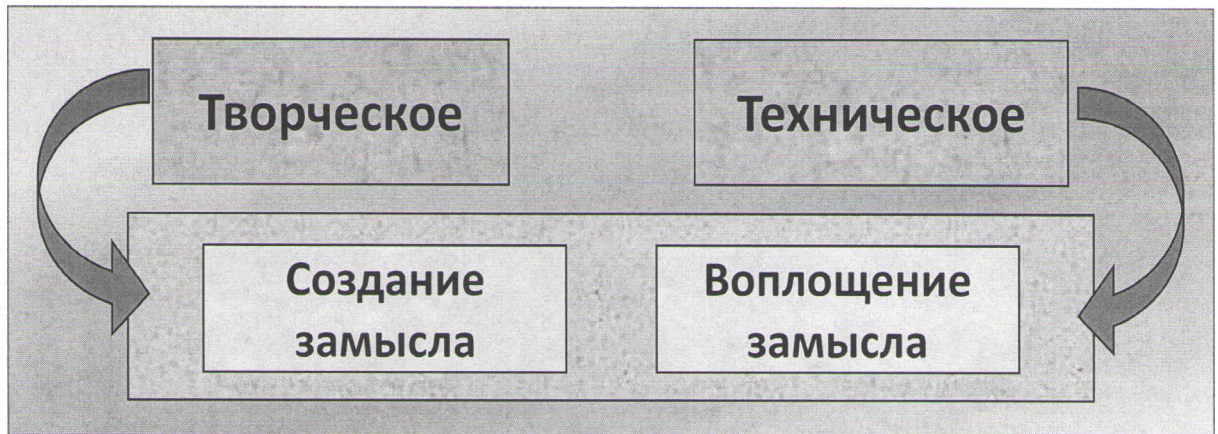 Творческое
Техническое
Создание
замысла
Воплощение
замысла